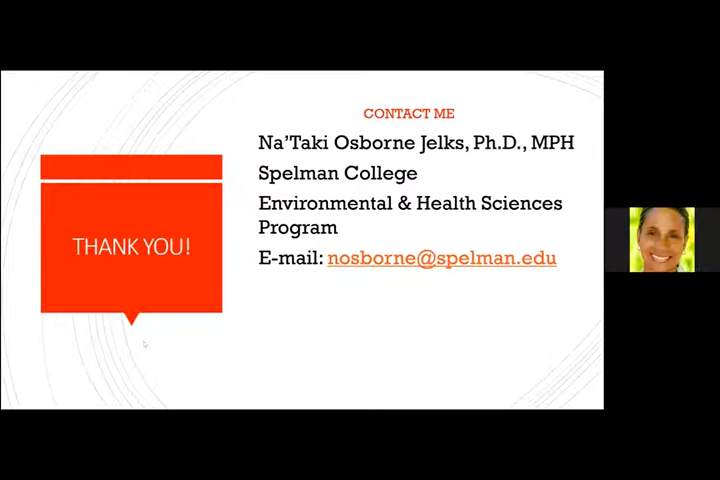 CONTACT ME
Na'Taki Osborne Jelks, Ph.D., MPH
Spelman College
Environmental & Health Sciences
Program
E-mail: nosborne@spelman.edu
THANK YOU!